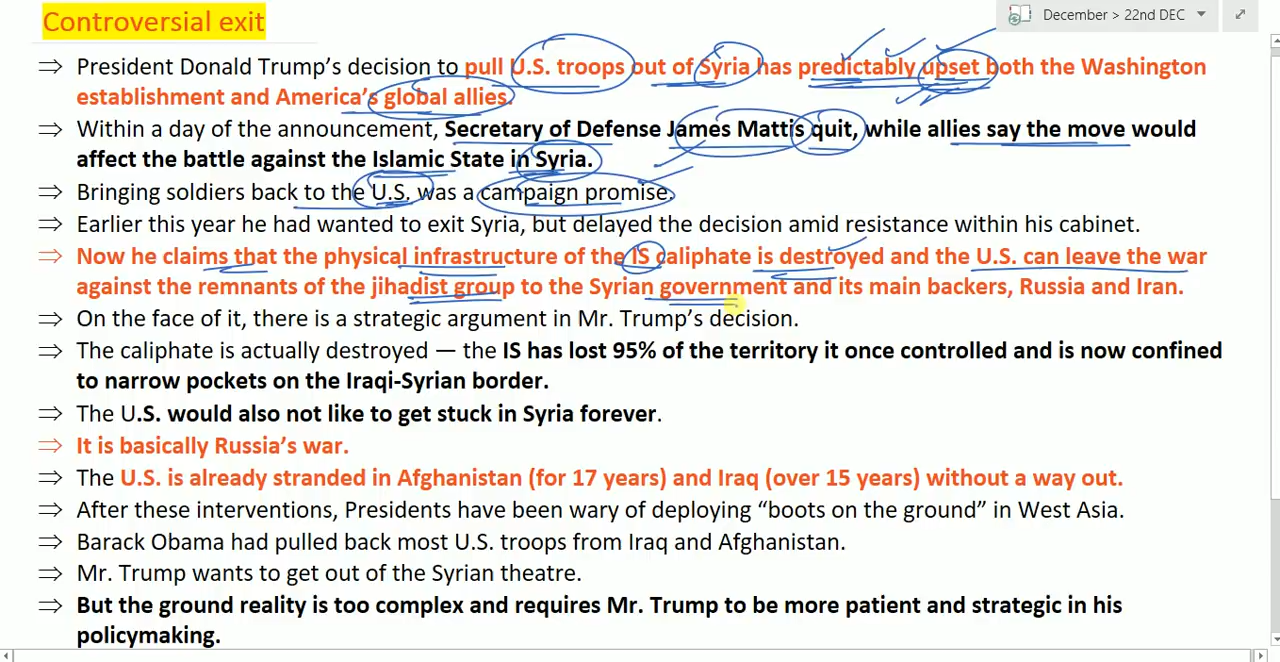 Controversial exit
December > 22nd DEC
⇒ President Donald Trump’s decision to pull U.S. troops out of Syria has predictably upset both the Washington
establishment and America’s global allies.
⇒ Within a day of the announcement, Secretary of Defense James Mattis quit, while allies say the move would
affect the battle against the Islamic State in Syria.
⇒ Bringing soldiers back to the U.S. was a campaign promise.
⇒ Earlier this year he had wanted to exit Syria, but delayed the decision amid resistance within his cabinet.
⇒ Now he claims that the physical infrastructure of the IS caliphate is destroyed and the U.S. can leave the war
against the remnants of the jihadist group to the Syrian government and its main backers, Russia and Iran.
⇒ On the face of it, there is a strategic argument in Mr. Trump’s decision.
⇒ The caliphate is actually destroyed — the IS has lost 95% of the territory it once controlled and is now confined
to narrow pockets on the Iraqi-Syrian border.
⇒ The U.S. would also not like to get stuck in Syria forever.
⇒ It is basically Russia’s war.
⇒ The U.S. is already stranded in Afghanistan (for 17 years) and Iraq (over 15 years) without a way out.
⇒ After these interventions, Presidents have been wary of deploying “boots on the ground” in West Asia.
⇒ Barack Obama had pulled back most U.S. troops from Iraq and Afghanistan.
⇒ Mr. Trump wants to get out of the Syrian theatre.
⇒ But the ground reality is too complex and requires Mr. Trump to be more patient and strategic in his
policymaking.